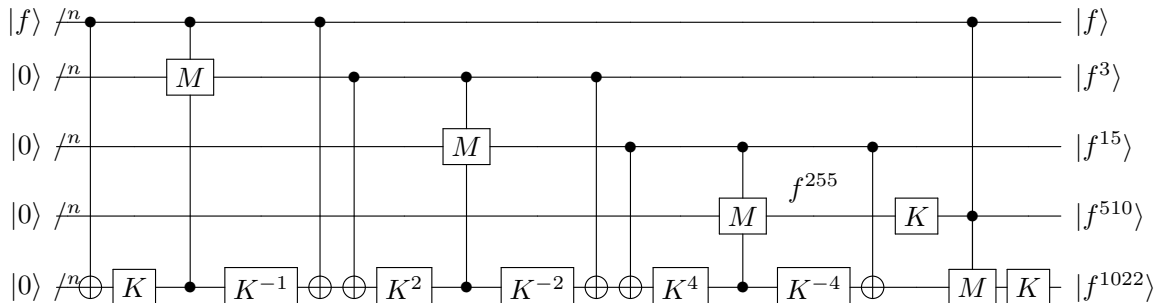 |f⟩ /ⁿ |f⟩
|0⟩ /ⁿ M |f³⟩
|0⟩ /ⁿ M |f¹⁵⟩
f²⁵⁵
|0⟩ /ⁿ M K |f⁵¹⁰⟩
|0⟩ /ⁿ K K⁻¹ K² K⁻² K⁴ K⁻⁴ M K |f¹⁰²²⟩